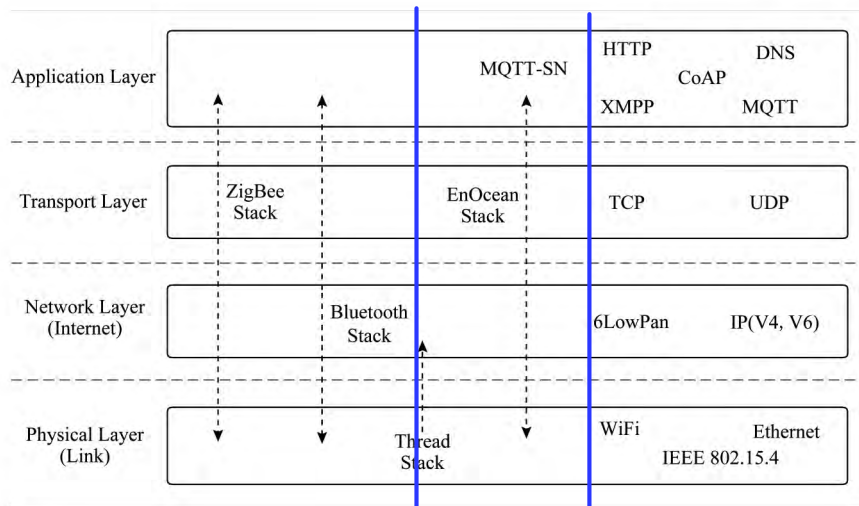 Application Layer
MQTT-SN
HTTP
DNS
CoAP
XMPP
MQTT
Transport Layer
ZigBee
Stack
EnOcean
Stack
TCP
UDP
Network Layer
(Internet)
Bluetooth
Stack
6LowPan
IP(V4, V6)
Physical Layer
(Link)
Thread
Stack
WiFi
Ethernet
IEEE 802.15.4